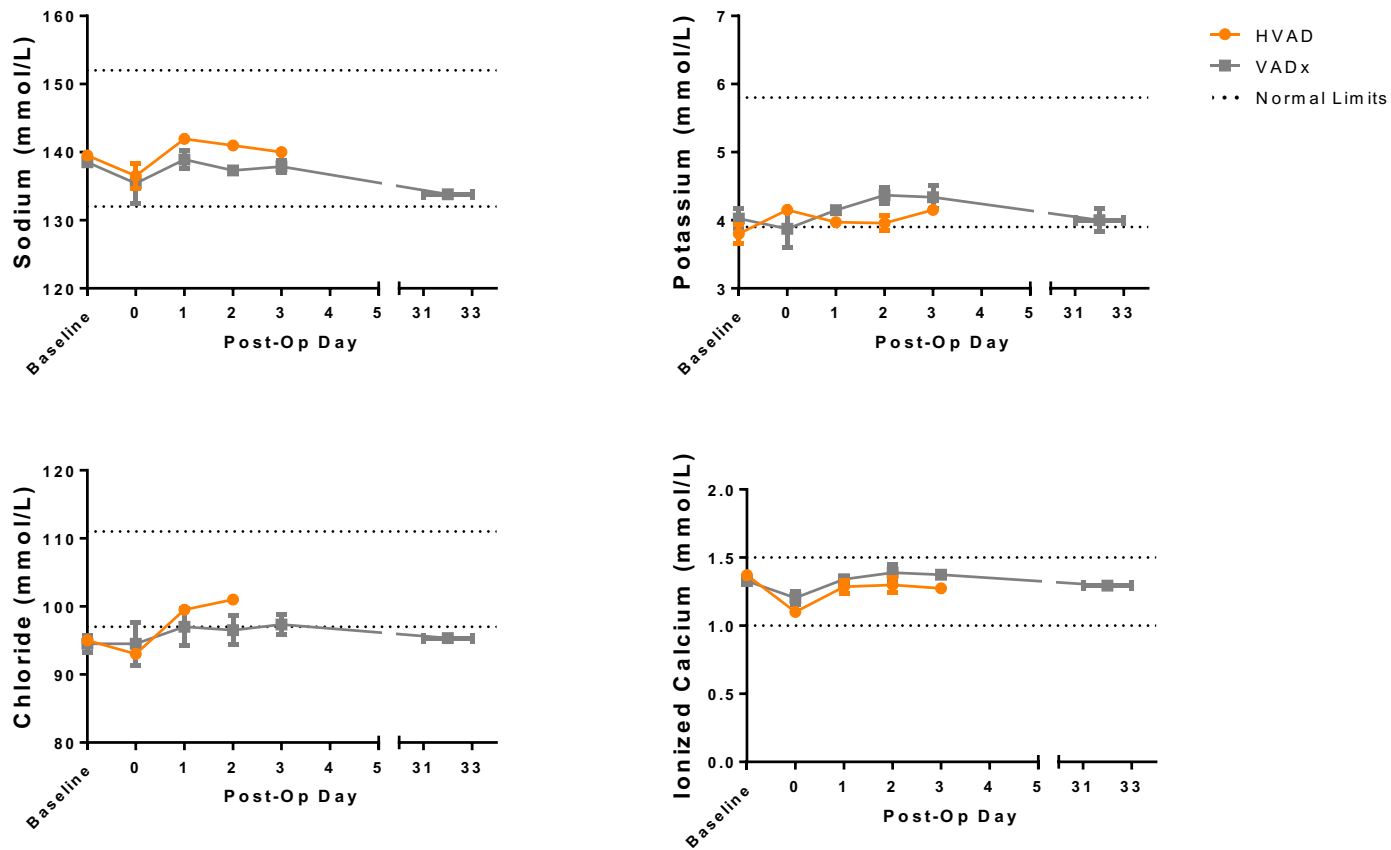 Sodium (mmol/L)
160
150
140
130
120
Baseline
0 1 2 3 4 5 31 33
Post-Op Day
Potassium (mmol/L)
7
6
5
4
3
Baseline
0 1 2 3 4 5 31 33
Post-Op Day
HVAD
VADx
Normal Limits
Chloride (mmol/L)
120
110
100
90
80
Baseline
0 1 2 3 4 5 31 33
Post-Op Day
Ionized Calcium (mmol/L)
2.0
1.5
1.0
0.5
0.0
Baseline
0 1 2 3 4 5 31 33
Post-Op Day